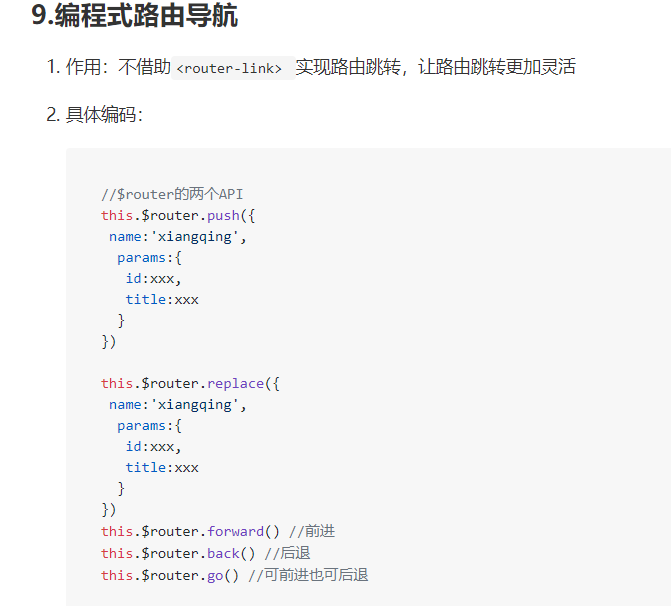 9.编程式路由导航
1. 作用：不借助<router-link> 实现路由跳转，让路由跳转更加灵活
2. 具体编码：
//$router的两个API
this.$router.push({
 name:'xiangqing',
  params:{
   id:xxx,
   title:xxx
  }
})

this.$router.replace({
 name:'xiangqing',
  params:{
   id:xxx,
   title:xxx
  }
})
this.$router.forward() //前进
this.$router.back() //后退
this.$router.go() //可前进也可后退